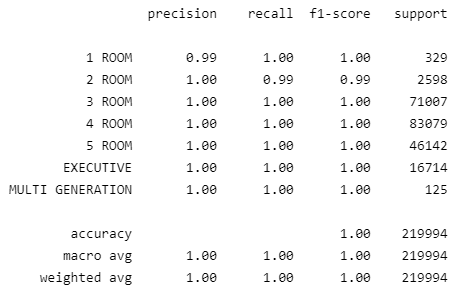 precision recall f1-score support
1 ROOM 0.99 1.00 1.00 329
2 ROOM 1.00 0.99 0.99 2598
3 ROOM 1.00 1.00 1.00 71007
4 ROOM 1.00 1.00 1.00 83079
5 ROOM 1.00 1.00 1.00 46142
EXECUTIVE 1.00 1.00 1.00 16714
MULTI GENERATION 1.00 1.00 1.00 125
accuracy 1.00 219994
macro avg 1.00 1.00 1.00 219994
weighted avg 1.00 1.00 1.00 219994